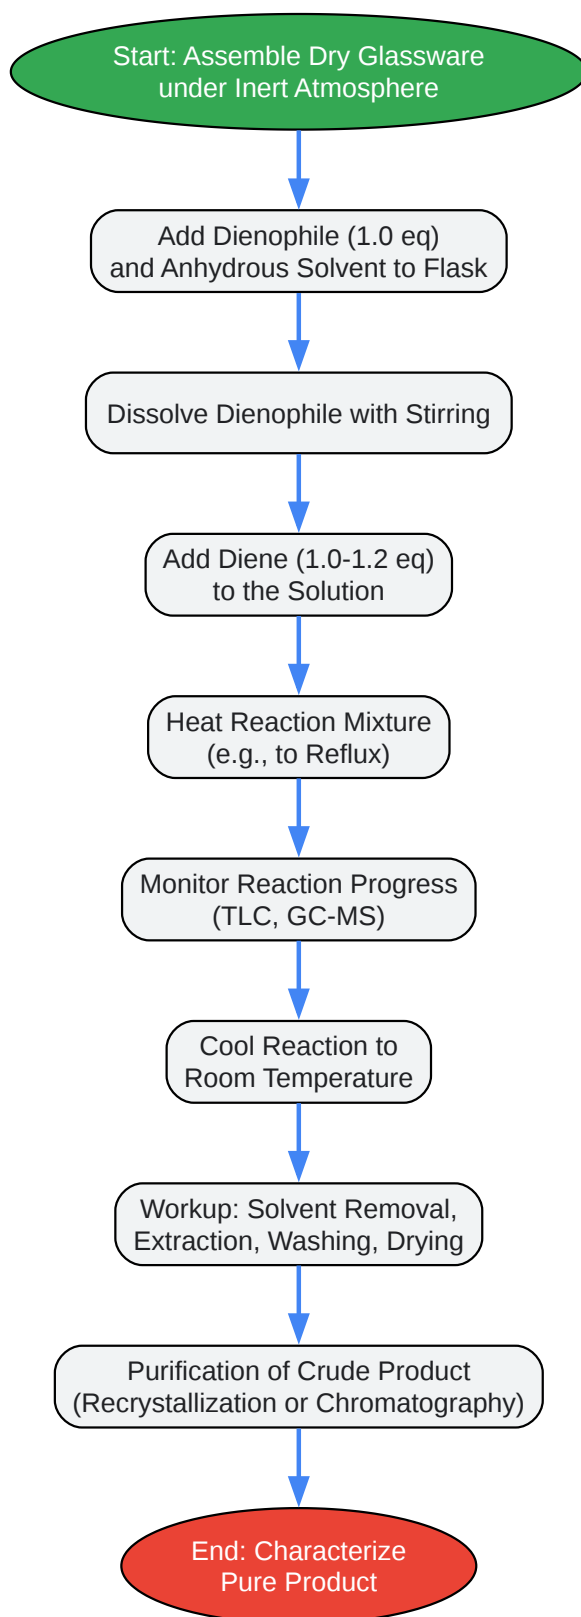 Start: Assemble Dry Glassware
under Inert Atmosphere
Add Dienophile (1.0 eq)
and Anhydrous Solvent to Flask
Dissolve Dienophile with Stirring
Add Diene (1.0-1.2 eq)
to the Solution
Heat Reaction Mixture
(e.g., to Reflux)
Monitor Reaction Progress
(TLC, GC-MS)
Cool Reaction to
Room Temperature
Workup: Solvent Removal,
Extraction, Washing, Drying
Purification of Crude Product
(Recrystallization or Chromatography)
End: Characterize
Pure Product